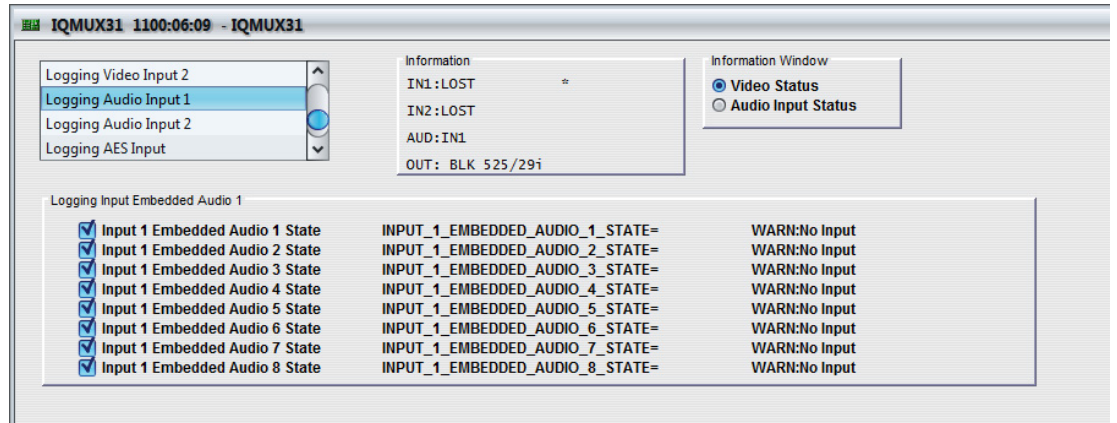 IQMUX31 1100:06:09 - IQMUX31
Logging Video Input 2
Logging Audio Input 1
Logging Audio Input 2
Logging AES Input
Information
IN1:LOST *
IN2:LOST
AUD:IN1
OUT: BLK 525/29i
Information Window
Video Status
Audio Input Status
Logging Input Embedded Audio 1
Input 1 Embedded Audio 1 State INPUT_1_EMBEDDED_AUDIO_1_STATE= WARN:No Input
Input 1 Embedded Audio 2 State INPUT_1_EMBEDDED_AUDIO_2_STATE= WARN:No Input
Input 1 Embedded Audio 3 State INPUT_1_EMBEDDED_AUDIO_3_STATE= WARN:No Input
Input 1 Embedded Audio 4 State INPUT_1_EMBEDDED_AUDIO_4_STATE= WARN:No Input
Input 1 Embedded Audio 5 State INPUT_1_EMBEDDED_AUDIO_5_STATE= WARN:No Input
Input 1 Embedded Audio 6 State INPUT_1_EMBEDDED_AUDIO_6_STATE= WARN:No Input
Input 1 Embedded Audio 7 State INPUT_1_EMBEDDED_AUDIO_7_STATE= WARN:No Input
Input 1 Embedded Audio 8 State INPUT_1_EMBEDDED_AUDIO_8_STATE= WARN:No Input